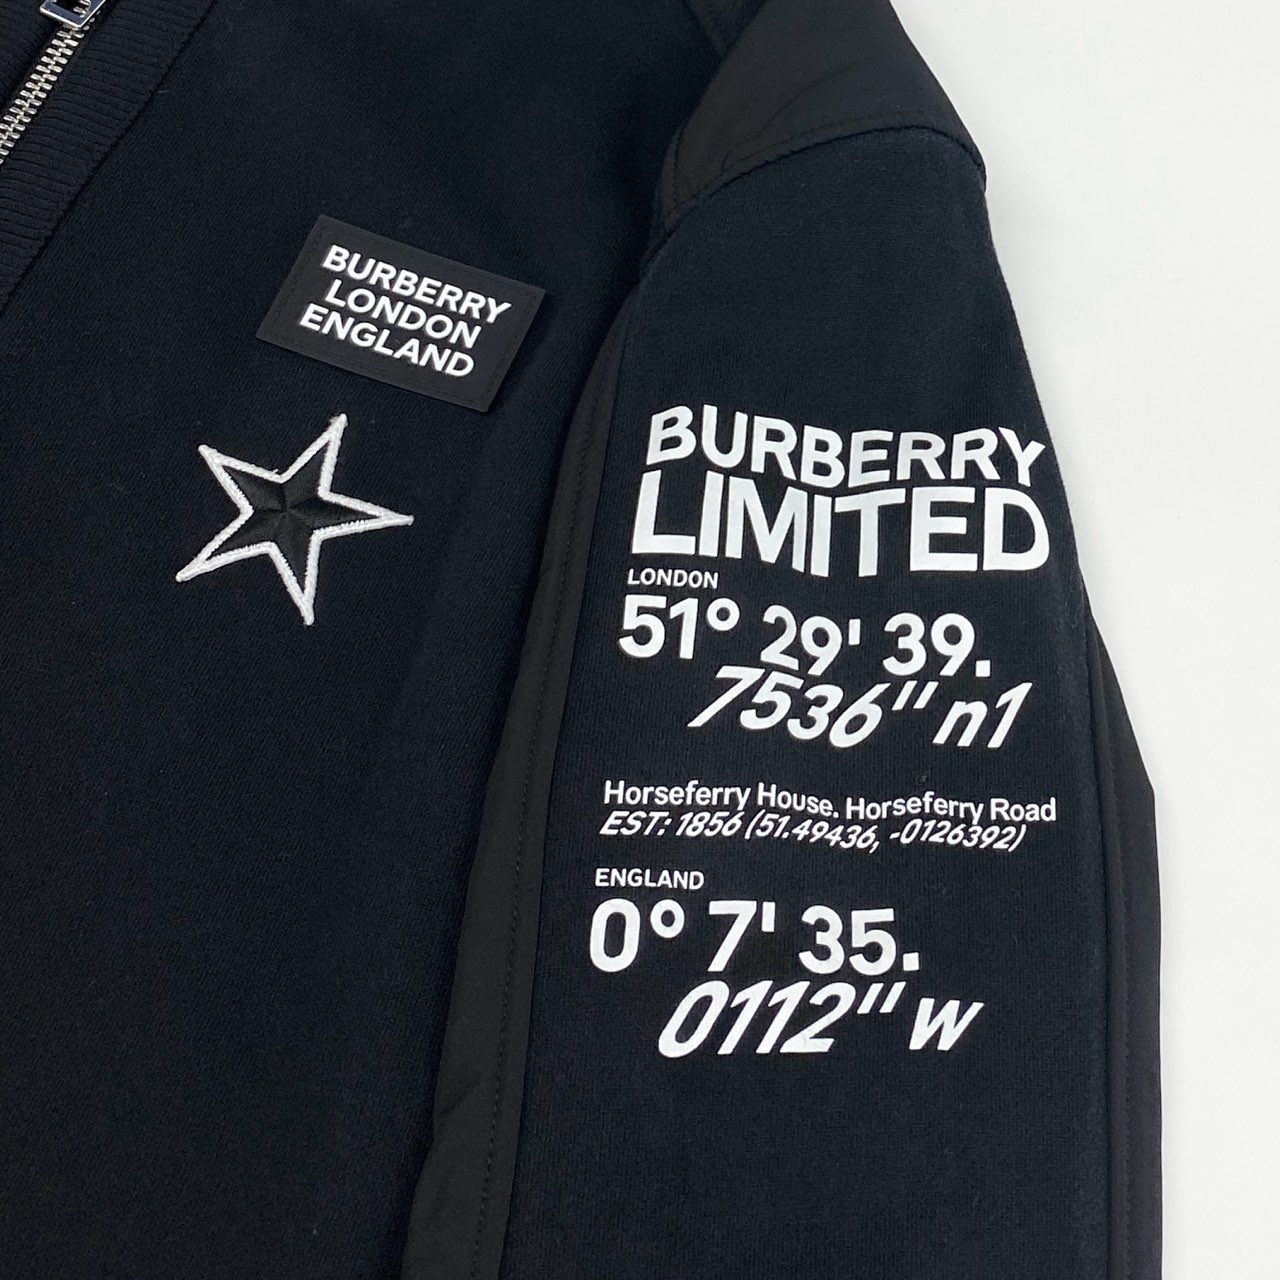 BURBERRY
LONDON
ENGLAND
BURBERRY
LIMITED
LONDON
51° 29' 39.
7536" n1
Horseferry House. Horseferry Road
EST: 1856 (51.49436, -0126392)
ENGLAND
0° 7' 35.
0112" w